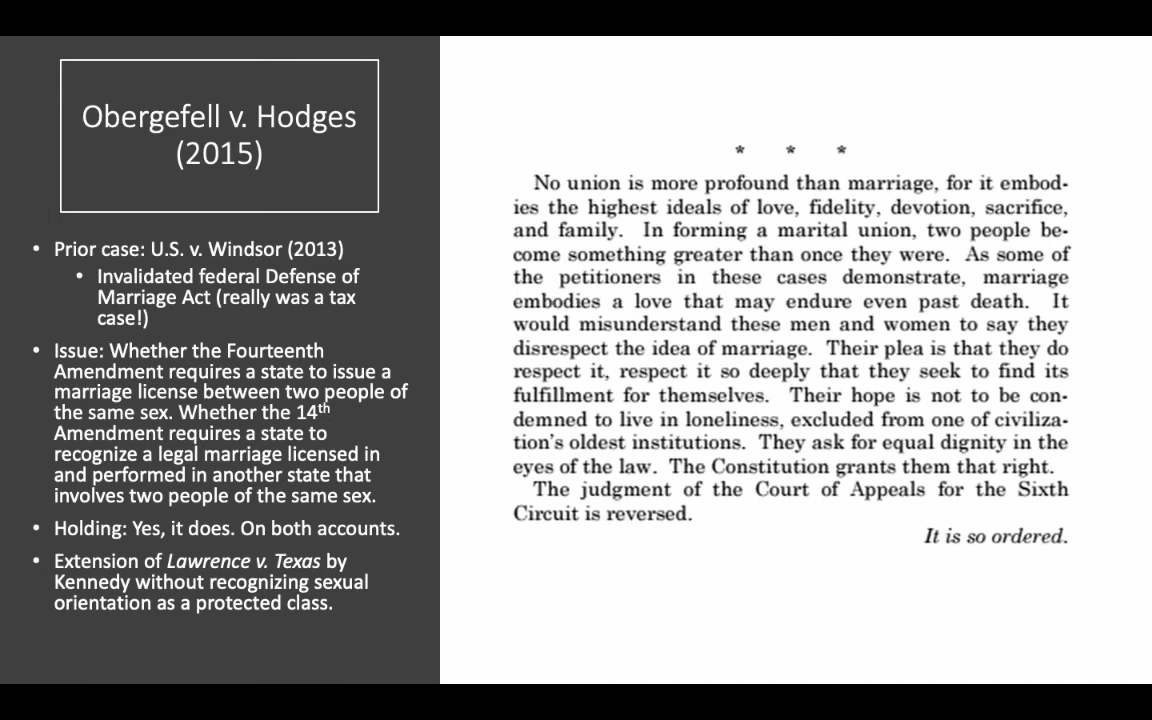 Obergefell v. Hodges
(2015)
• Prior case: U.S. v. Windsor (2013)
• Invalidated federal Defense of
Marriage Act (really was a tax
case!)
• Issue: Whether the Fourteenth
Amendment requires a state to issue a
marriage license between two people of
the same sex. Whether the 14th
Amendment requires a state to
recognize a legal marriage licensed in
and performed in another state that
involves two people of the same sex.
• Holding: Yes, it does. On both accounts.
• Extension of Lawrence v. Texas by
Kennedy without recognizing sexual
orientation as a protected class.
* * *
No union is more profound than marriage, for it embod-
ies the highest ideals of love, fidelity, devotion, sacrifice,
and family. In forming a marital union, two people be-
come something greater than once they were. As some of
the petitioners in these cases demonstrate, marriage
embodies a love that may endure even past death. It
would misunderstand these men and women to say they
disrespect the idea of marriage. Their plea is that they do
respect it, respect it so deeply that they seek to find its
fulfillment for themselves. Their hope is not to be con-
demned to live in loneliness, excluded from one of civiliza-
tion's oldest institutions. They ask for equal dignity in the
eyes of the law. The Constitution grants them that right.
The judgment of the Court of Appeals for the Sixth
Circuit is reversed.
It is so ordered.